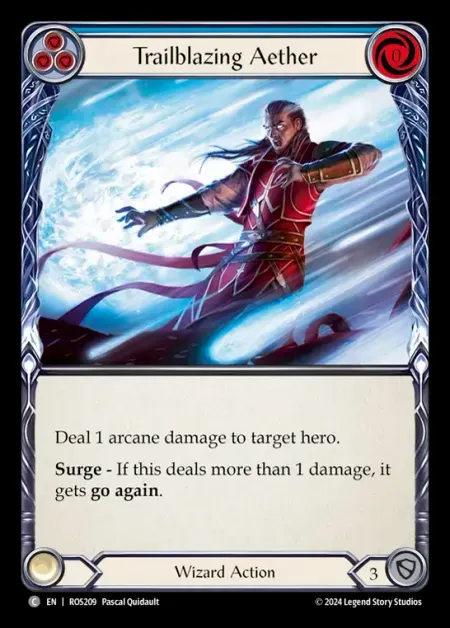 Trailblazing Aether
0
Deal 1 arcane damage to target hero.
Surge - If this deals more than 1 damage, it
gets go again.
Wizard Action
3
C EN | ROS209 Pascal Quidault
© 2024 Legend Story Studios